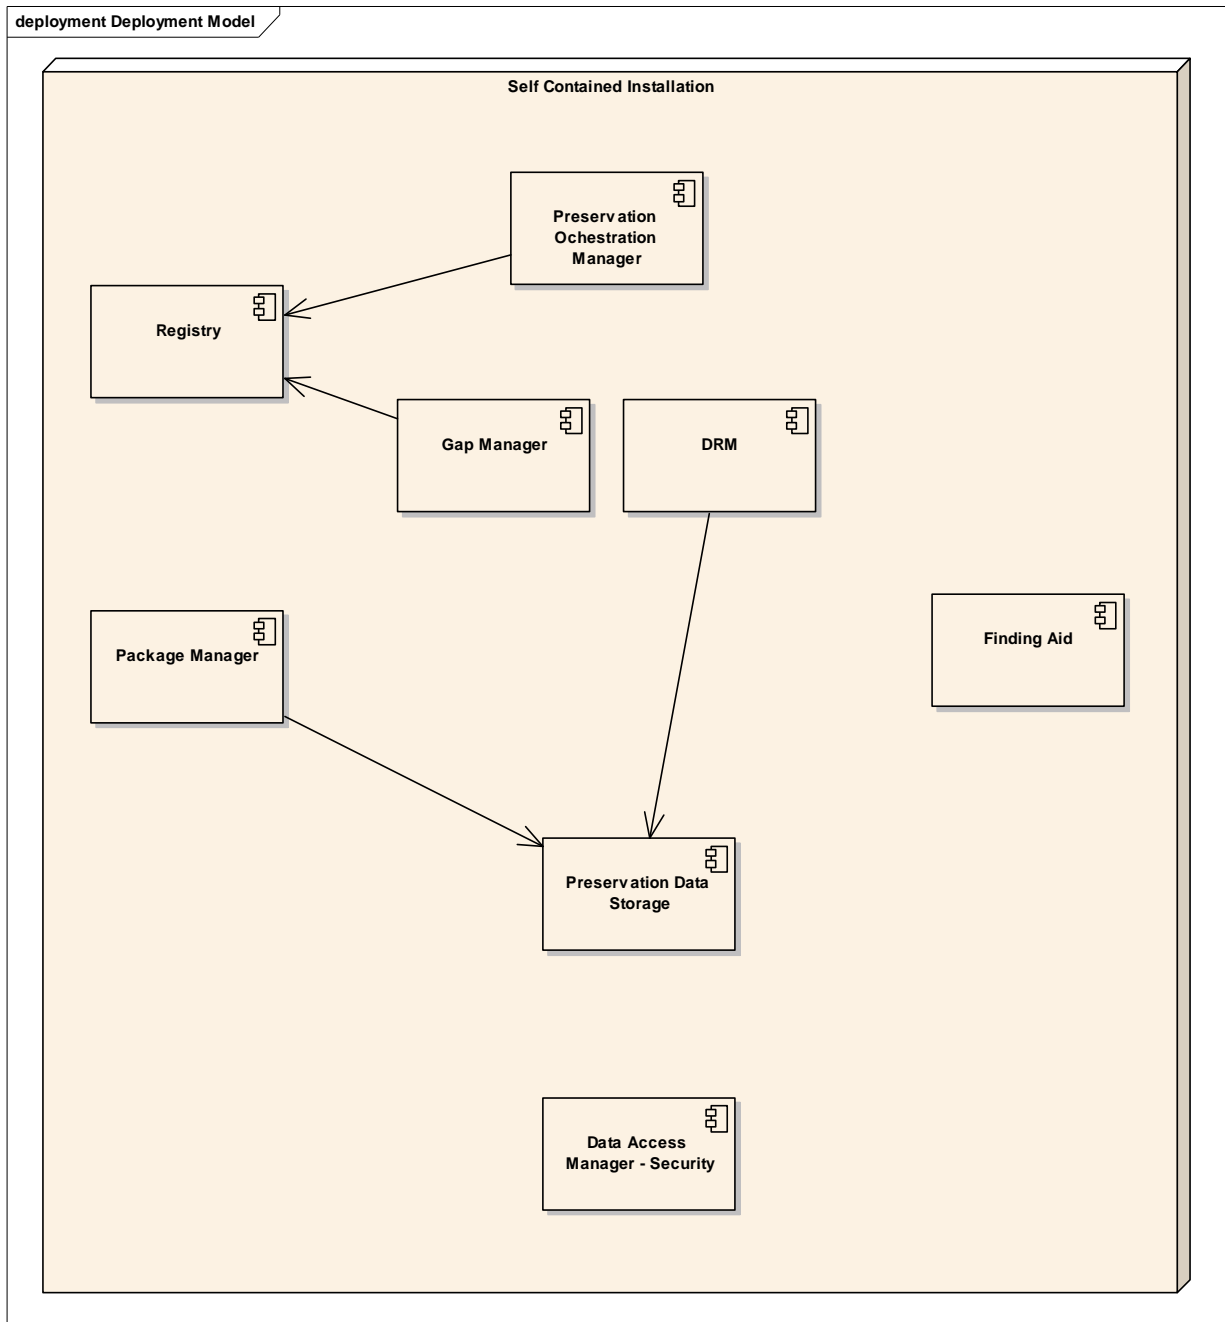 deployment Deployment Model
Self Contained Installation
Preservation
Ochestration
Manager
Registry
Gap Manager
DRM
Finding Aid
Package Manager
Preservation Data
Storage
Data Access
Manager - Security